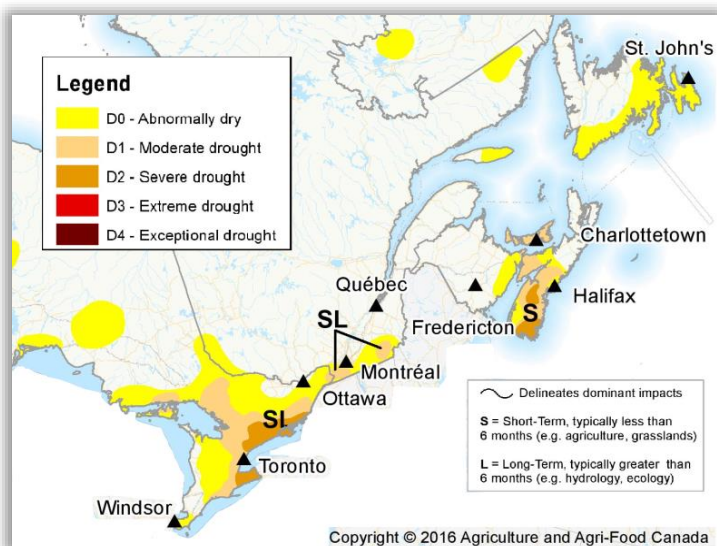 St. John's
Legend
D0 - Abnormally dry
D1 - Moderate drought
D2 - Severe drought
D3 - Extreme drought
D4 - Exceptional drought
Charlottetown
Québec
Halifax
SL
S
Fredericton
Montréal
Ottawa
SL
Toronto
Windsor
Delineates dominant impacts
S = Short-Term, typically less than
6 months (e.g. agriculture, grasslands)
L = Long-Term, typically greater than
6 months (e.g. hydrology, ecology)
Copyright © 2016 Agriculture and Agri-Food Canada